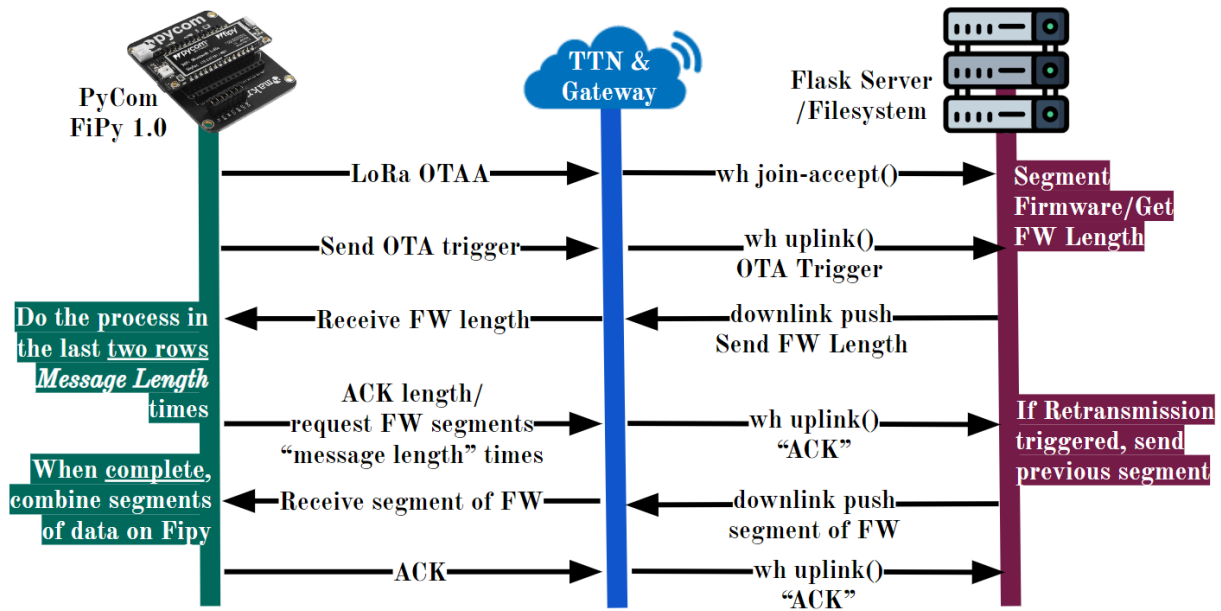 pycom
pycom
fipy
PyCom
FiPy 1.0
TTN &
Gateway
Flask Server
/Filesystem
LoRa OTAA
wh join-accept()
Segment
Firmware/Get
FW Length
Send OTA trigger
wh uplink()
OTA Trigger
Do the process in
the last two rows
Message Length
times
Receive FW length
downlink push
Send FW Length
ACK length/
request FW segments
“message length” times
wh uplink()
“ACK”
If Retransmission
triggered, send
previous segment
When complete,
combine segments
of data on Fipy
Receive segment of FW
downlink push
segment of FW
ACK
wh uplink()
“ACK”